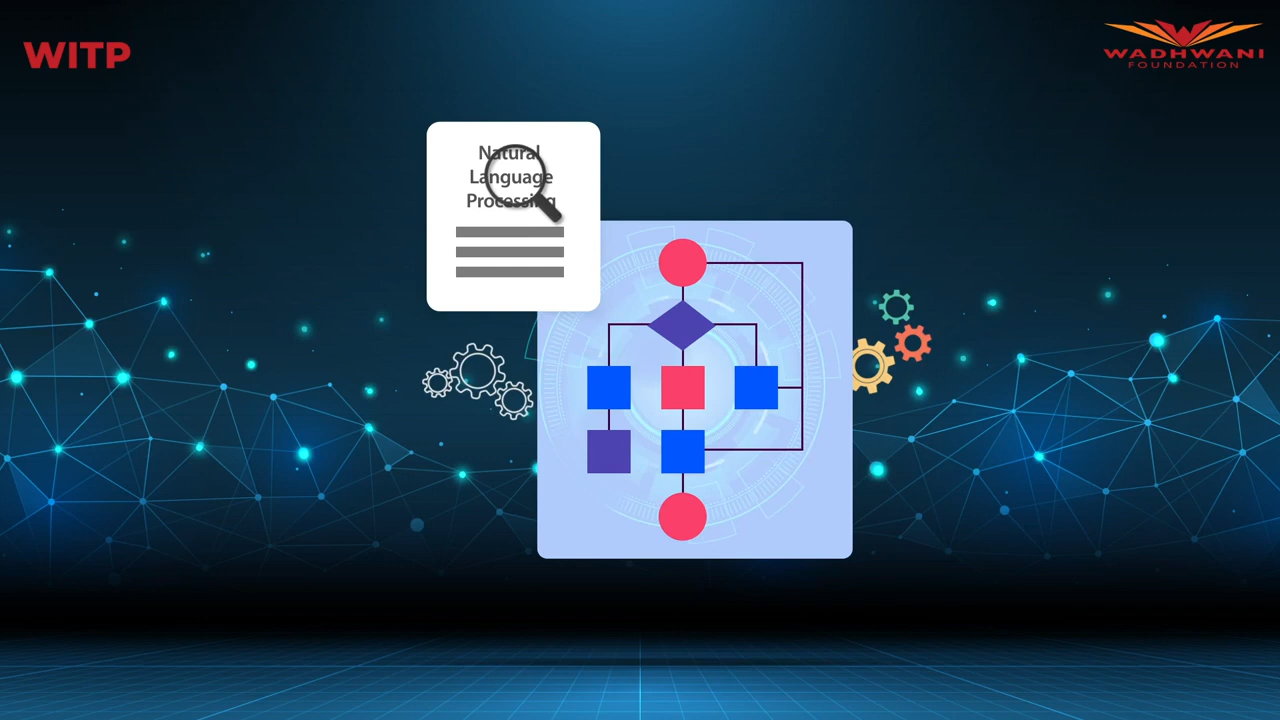 WITP
WADHWANI
FOUNDATION
Natural
Language
Processing